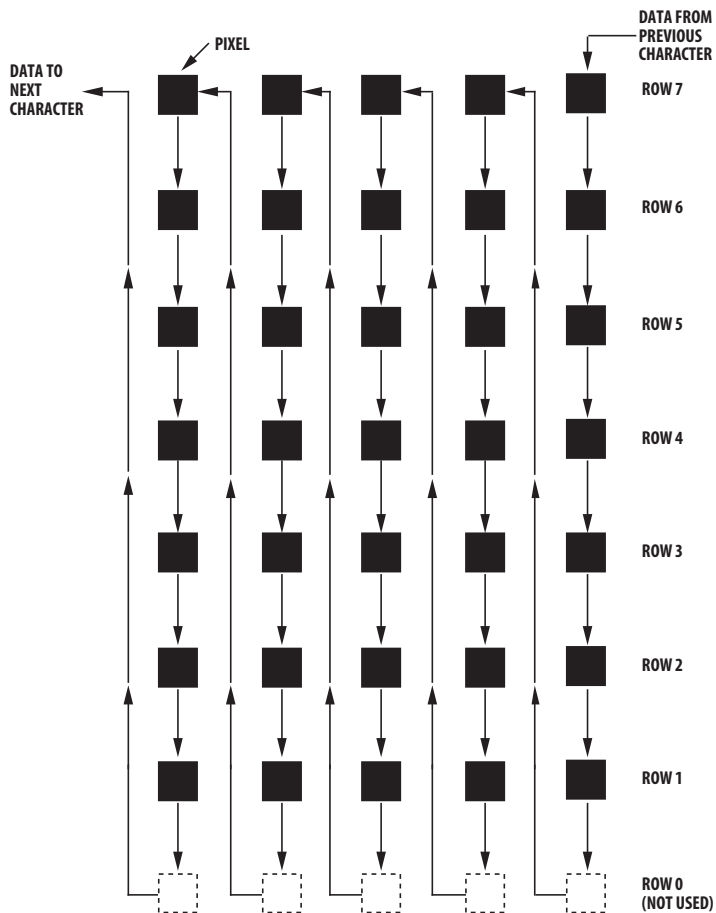 DATA FROM
PREVIOUS
CHARACTER
PIXEL
DATA TO
NEXT
CHARACTER
ROW 7
ROW 6
ROW 5
ROW 4
ROW 3
ROW 2
ROW 1
ROW 0
(NOT USED)